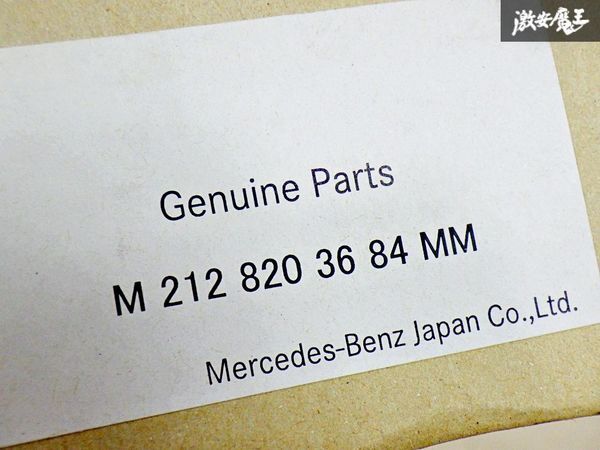 激安魔王
Genuine Parts
M 212 820 36 84 MM
Mercedes-Benz Japan Co.,Ltd.